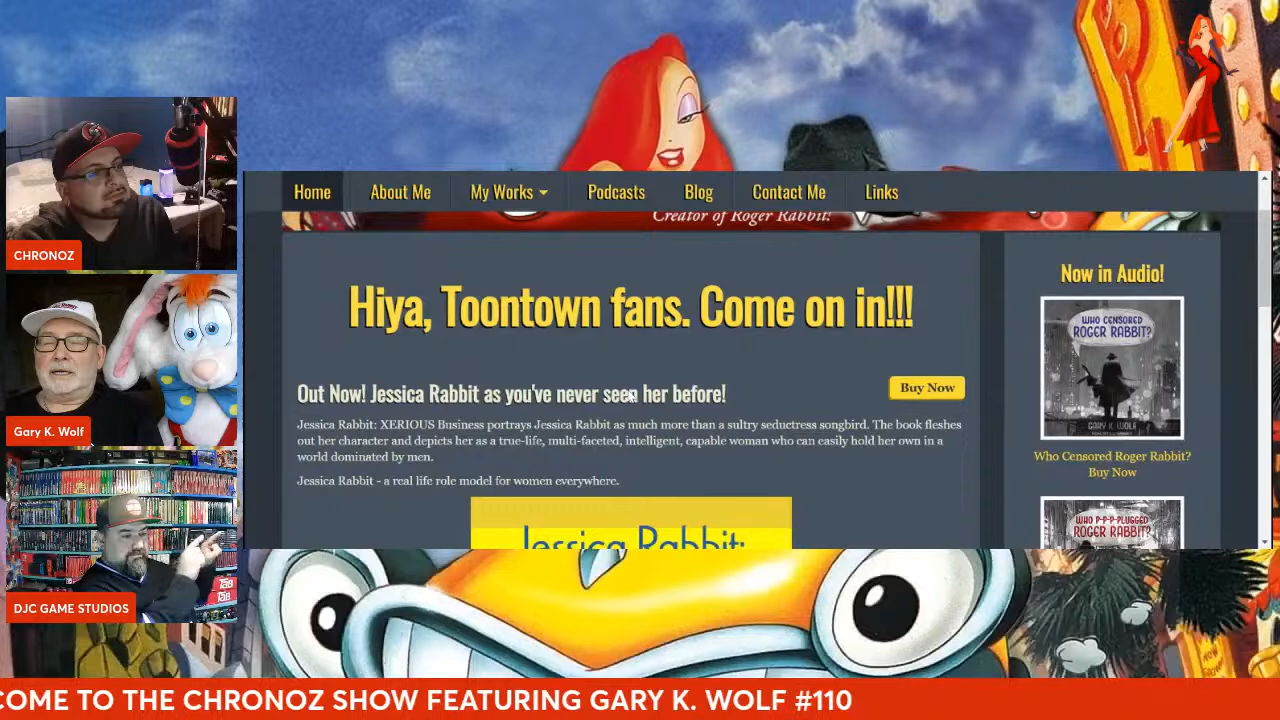 Home
About Me
My Works
Podcasts
Blog
Contact Me
Links
Creator of Roger Rabbit!
Hiya, Toontown fans. Come on in!!!
Out Now! Jessica Rabbit as you've never seen her before!
Buy Now
Jessica Rabbit: XERIOUS Business portrays Jessica Rabbit as much more than a sultry seductress songbird. The book fleshes
out her character and depicts her as a true-life, multi-faceted, intelligent, capable woman who can easily hold her own in a
world dominated by men.
Jessica Rabbit - a real life role model for women everywhere.
Jessica Rabbit:
Now in Audio!
WHO CENSORED
ROGER RABBIT?
GARY K. WOLF
Who Censored Roger Rabbit?
Buy Now
WHO P-P-P-PLUGGED
ROGER RABBIT?
CHRONOZ
Gary K. Wolf
DJC GAME STUDIOS
COME TO THE CHRONOZ SHOW FEATURING GARY K. WOLF #110